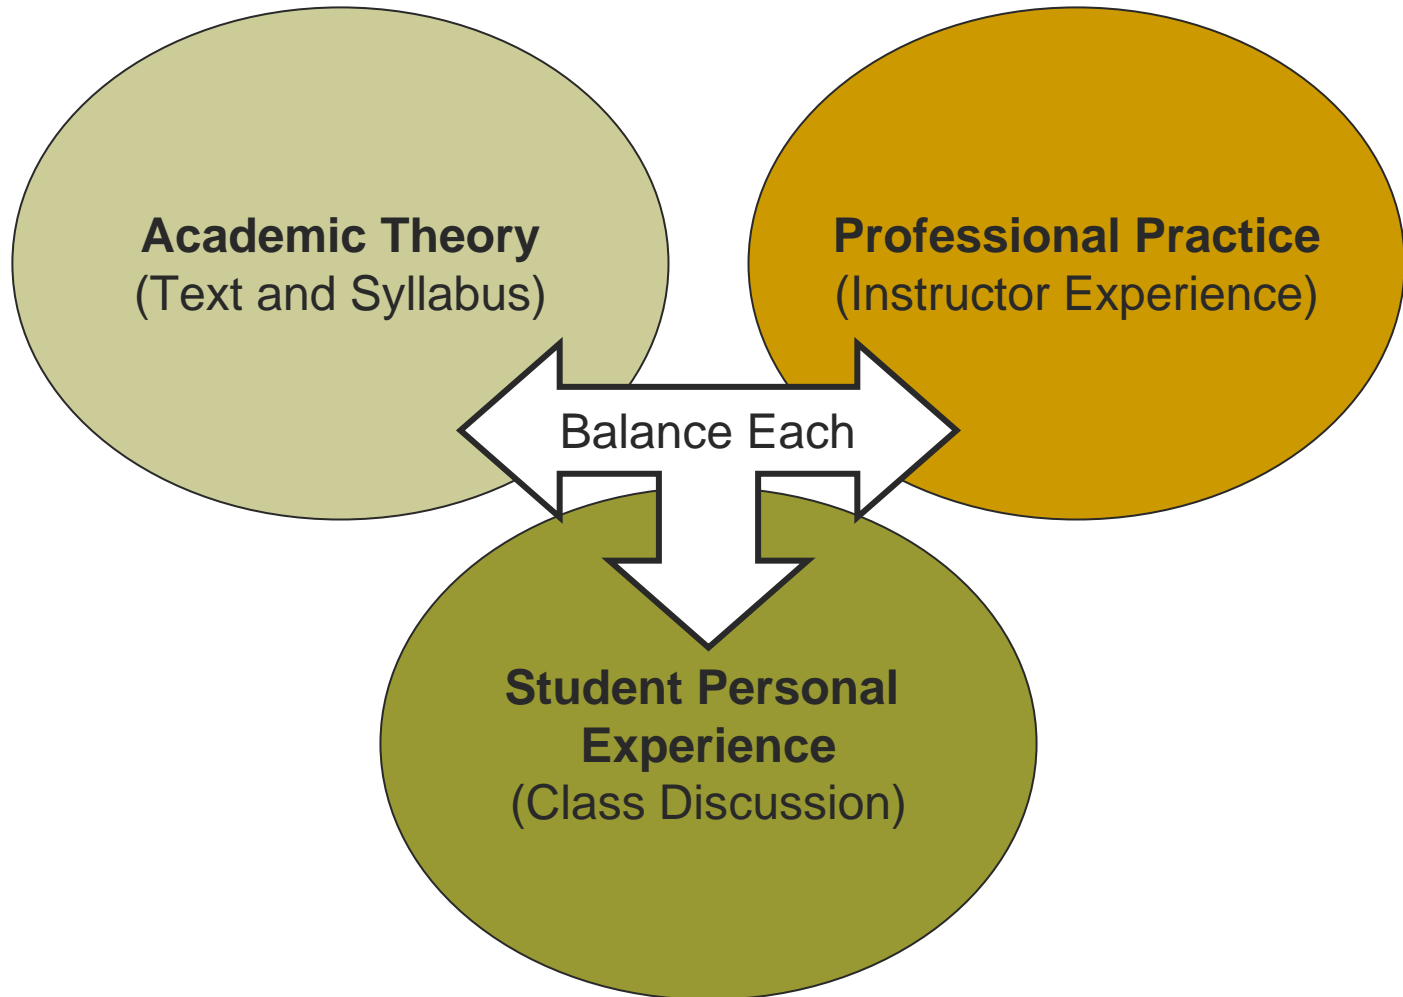 Academic Theory
(Text and Syllabus)
Professional Practice
(Instructor Experience)
Balance Each
Student Personal
Experience
(Class Discussion)